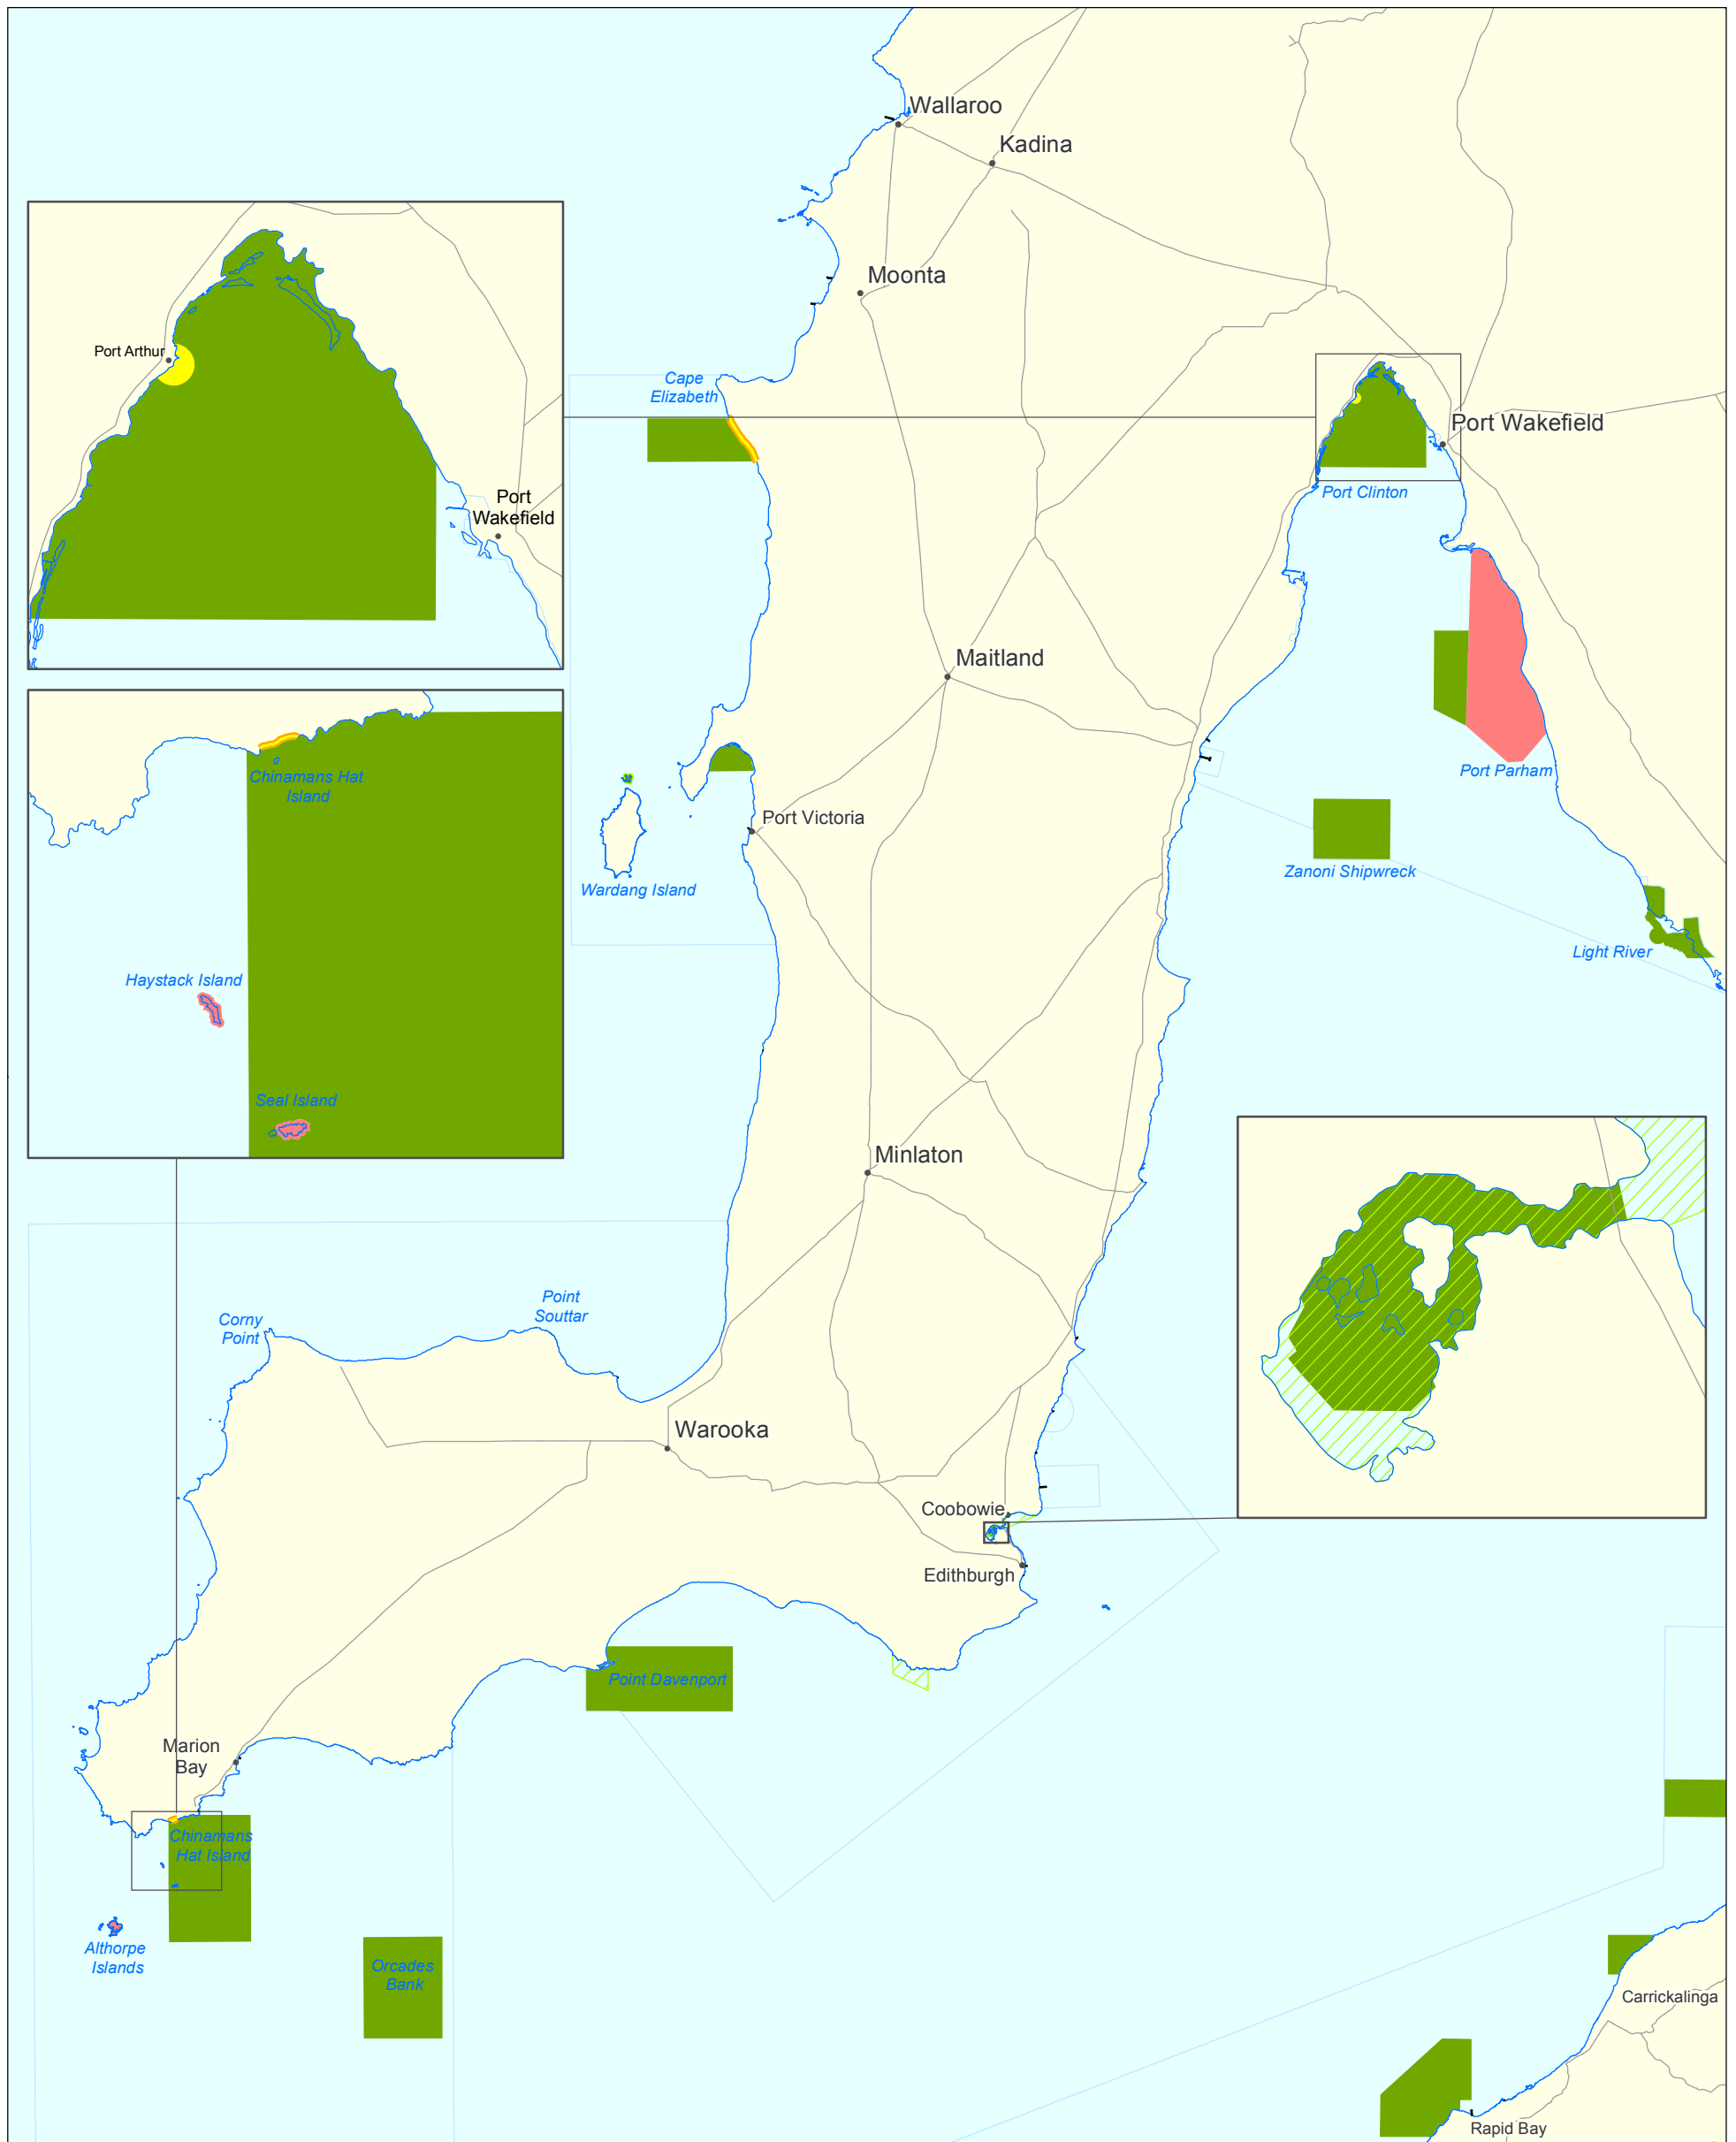 Wallaroo
Kadina
Moonta
Port Arthur
Port
Wakefield
Cape
Elizabeth
Port Wakefield
Port Clinton
Maitland
Chinamans Hat
Island
Haystack Island
Seal Island
Port Victoria
Wardang Island
Port Parham
Zanoni Shipwreck
Light River
Minlaton
Point
Souttar
Corny
Point
Warooka
Coobowie
Edithburgh
Point Davenport
Marion
Bay
Chinamans
Hat Island
Althorpe
Islands
Orcades
Bank
Carrickalinga
Rapid Bay